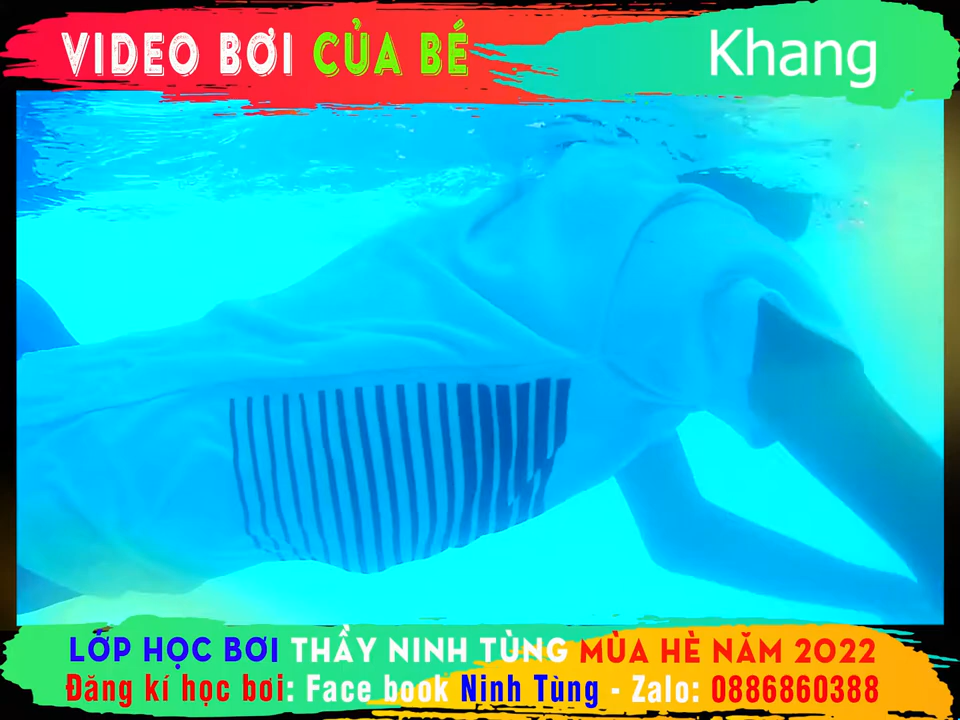 VIDEO BƠI CỦA BÉ
Khang
LỚP HỌC BƠI THẦY NINH TÙNG MÙA HÈ NĂM 2022
Đăng kí học bơi: Face book Ninh Tùng - Zalo: 0886860388